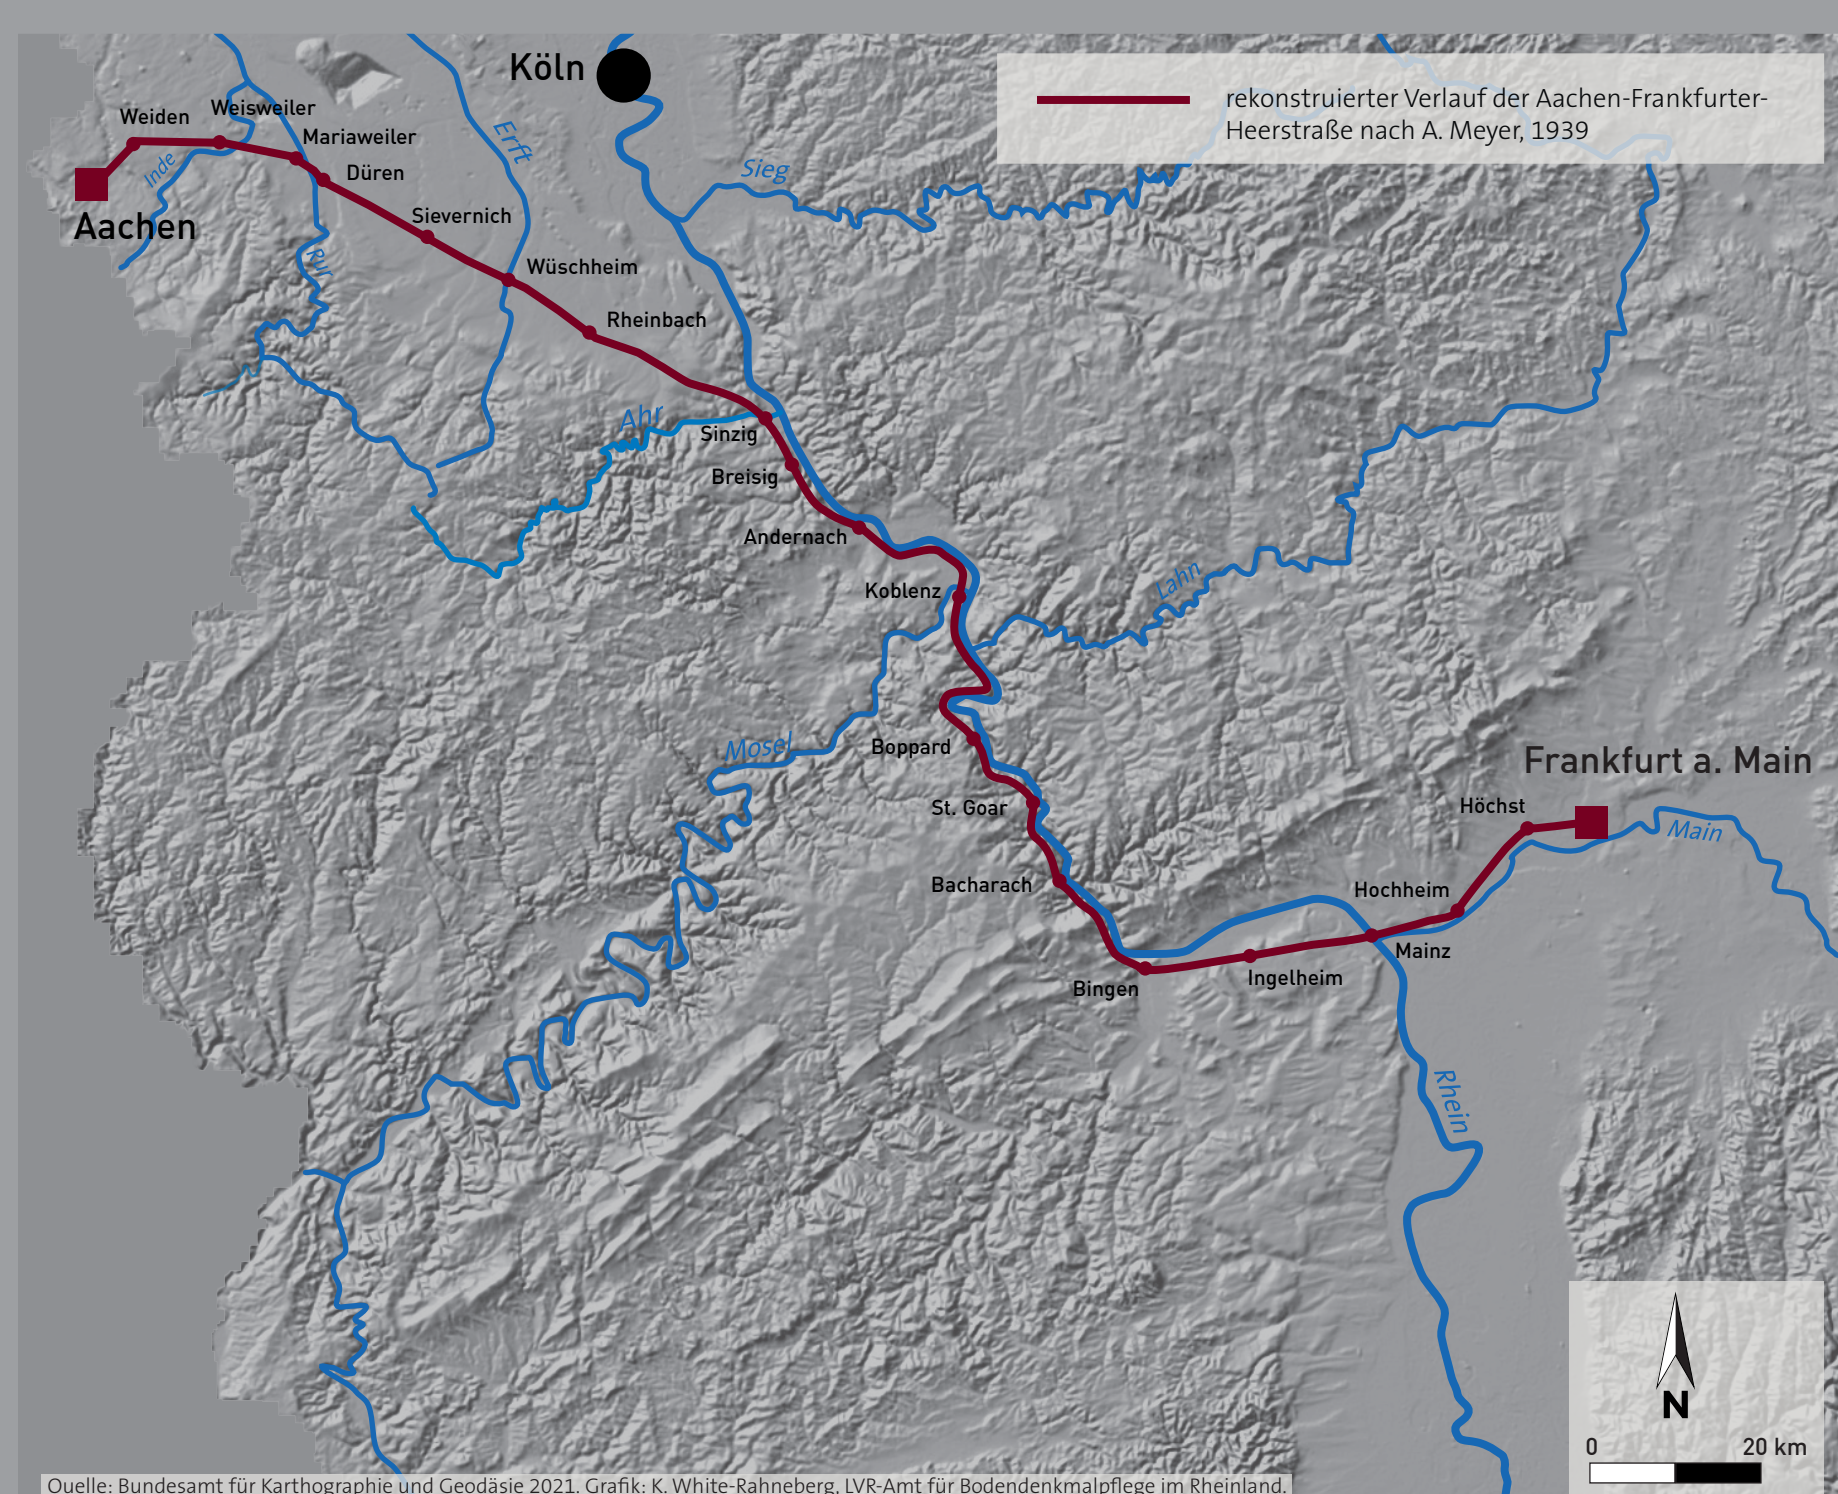 Köln
rekonstruierter Verlauf der Aachen-Frankfurter-
Heerstraße nach A. Meyer, 1939
Weiden
Weisweiler
Mariaweiler
Erft
Inde
Düren
Sieg
Aachen
Sievernich
Rur
Wüschheim
Rheinbach
Ahr
Sinzig
Breisig
Andernach
Koblenz
Lahn
Mosel
Boppard
Frankfurt a. Main
St. Goar
Höchst
Main
Bacharach
Hochheim
Mainz
Bingen
Ingelheim
Rhein
N
0 20 km
Quelle: Bundesamt für Karthographie und Geodäsie 2021. Grafik: K. White-Rahneberg, LVR-Amt für Bodendenkmalpflege im Rheinland.